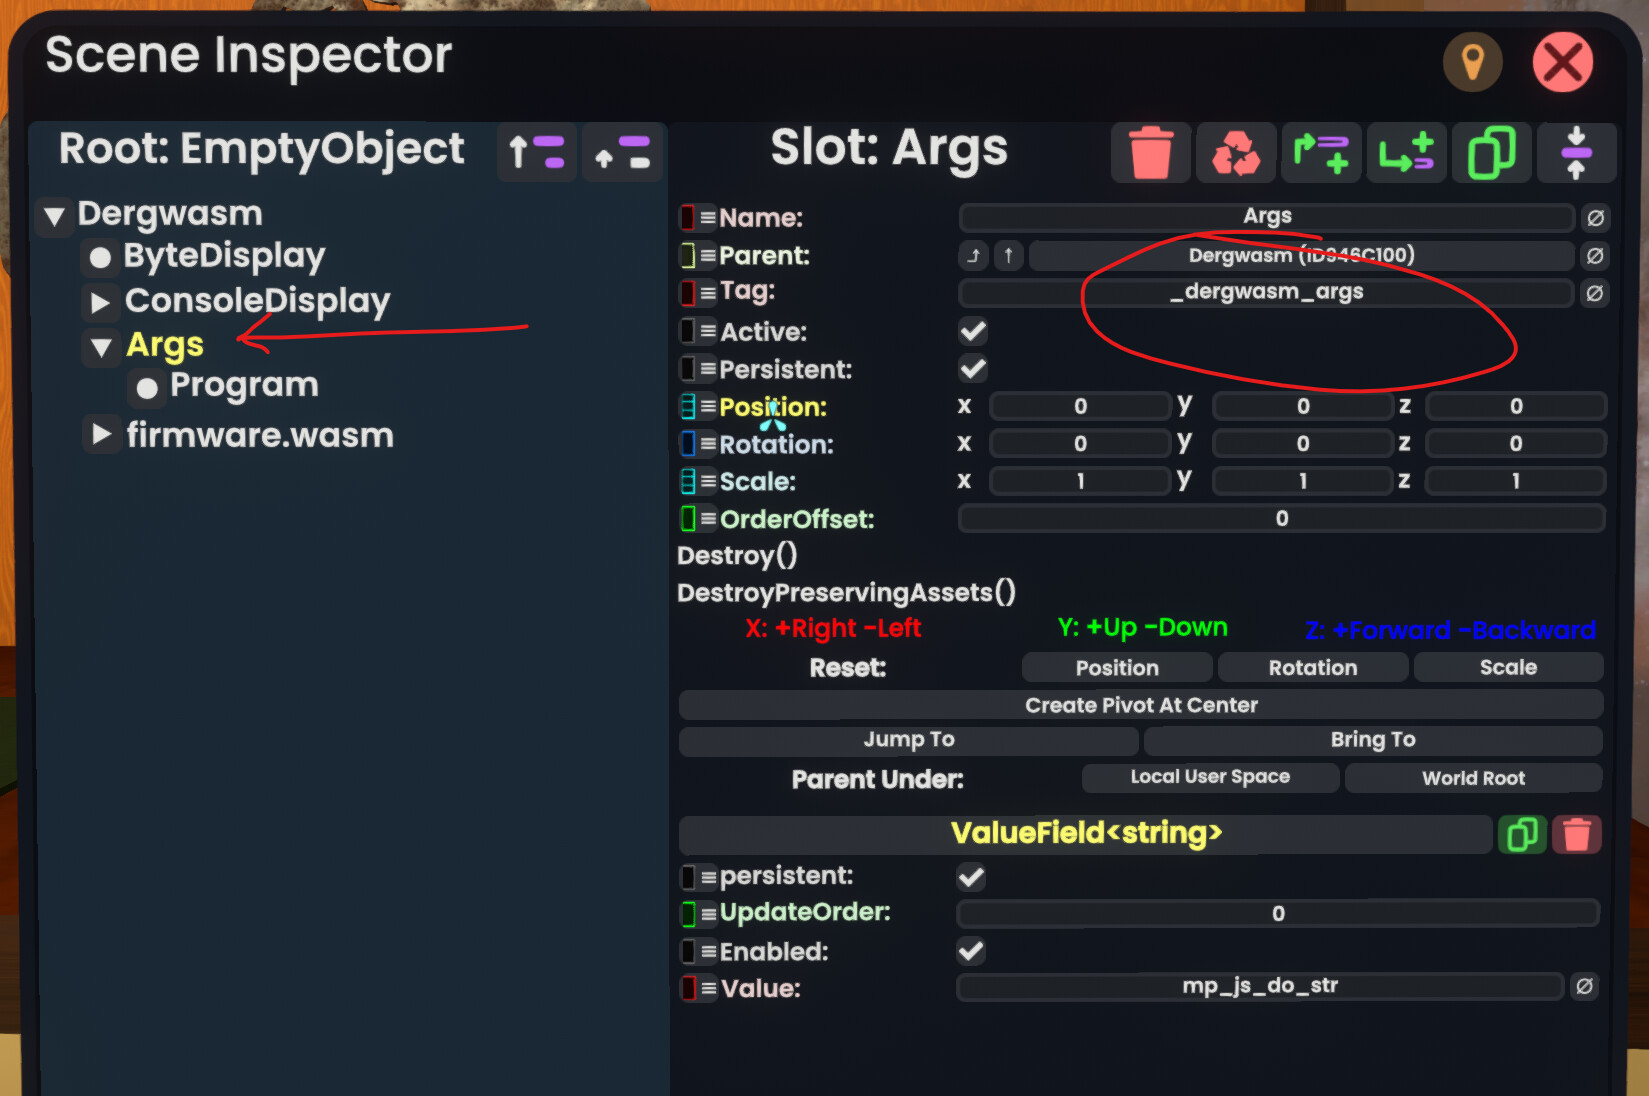 Scene Inspector
Root: EmptyObject
Dergwasm
ByteDisplay
ConsoleDisplay
Args
Program
firmware.wasm
Slot: Args
Name: Args
Parent: Dergwasm (ID946C100)
Tag: _dergwasm_args
Active:
Persistent:
Position: x 0 y 0 z 0
Rotation: x 0 y 0 z 0
Scale: x 1 y 1 z 1
OrderOffset: 0
Destroy()
DestroyPreservingAssets()
X: +Right -Left Y: +Up -Down Z: +Forward -Backward
Reset: Position Rotation Scale
Create Pivot At Center
Jump To Bring To
Parent Under: Local User Space World Root
ValueField<string>
persistent:
UpdateOrder: 0
Enabled:
Value: mp_js_do_str